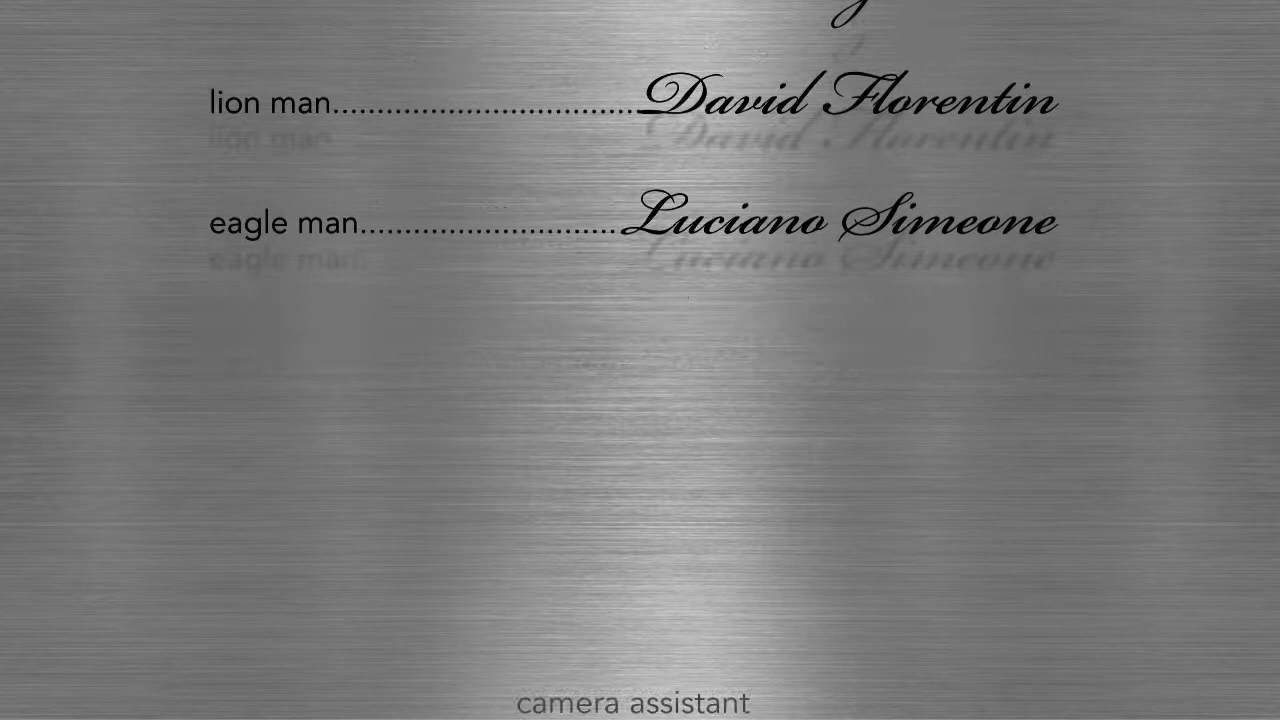 lion man..................................David Florentin
eagle man.............................Luciano Simeone
camera assistant